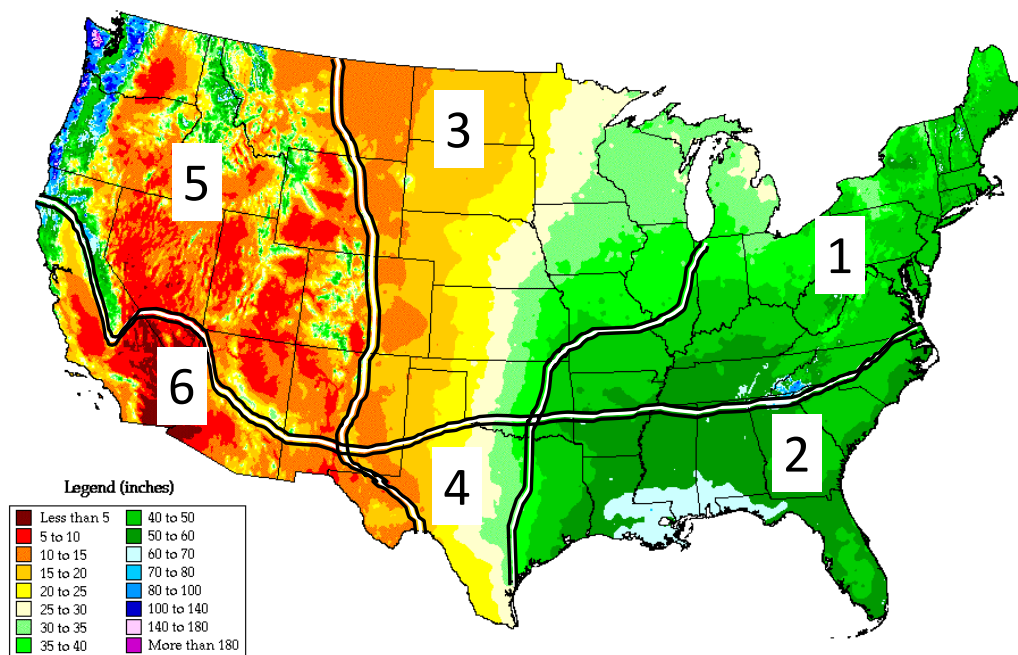 3
5
1
6
2
4
Legend (inches)
Less than 5
5 to 10
10 to 15
15 to 20
20 to 25
25 to 30
30 to 35
35 to 40
40 to 50
50 to 60
60 to 70
70 to 80
80 to 100
100 to 140
140 to 180
More than 180